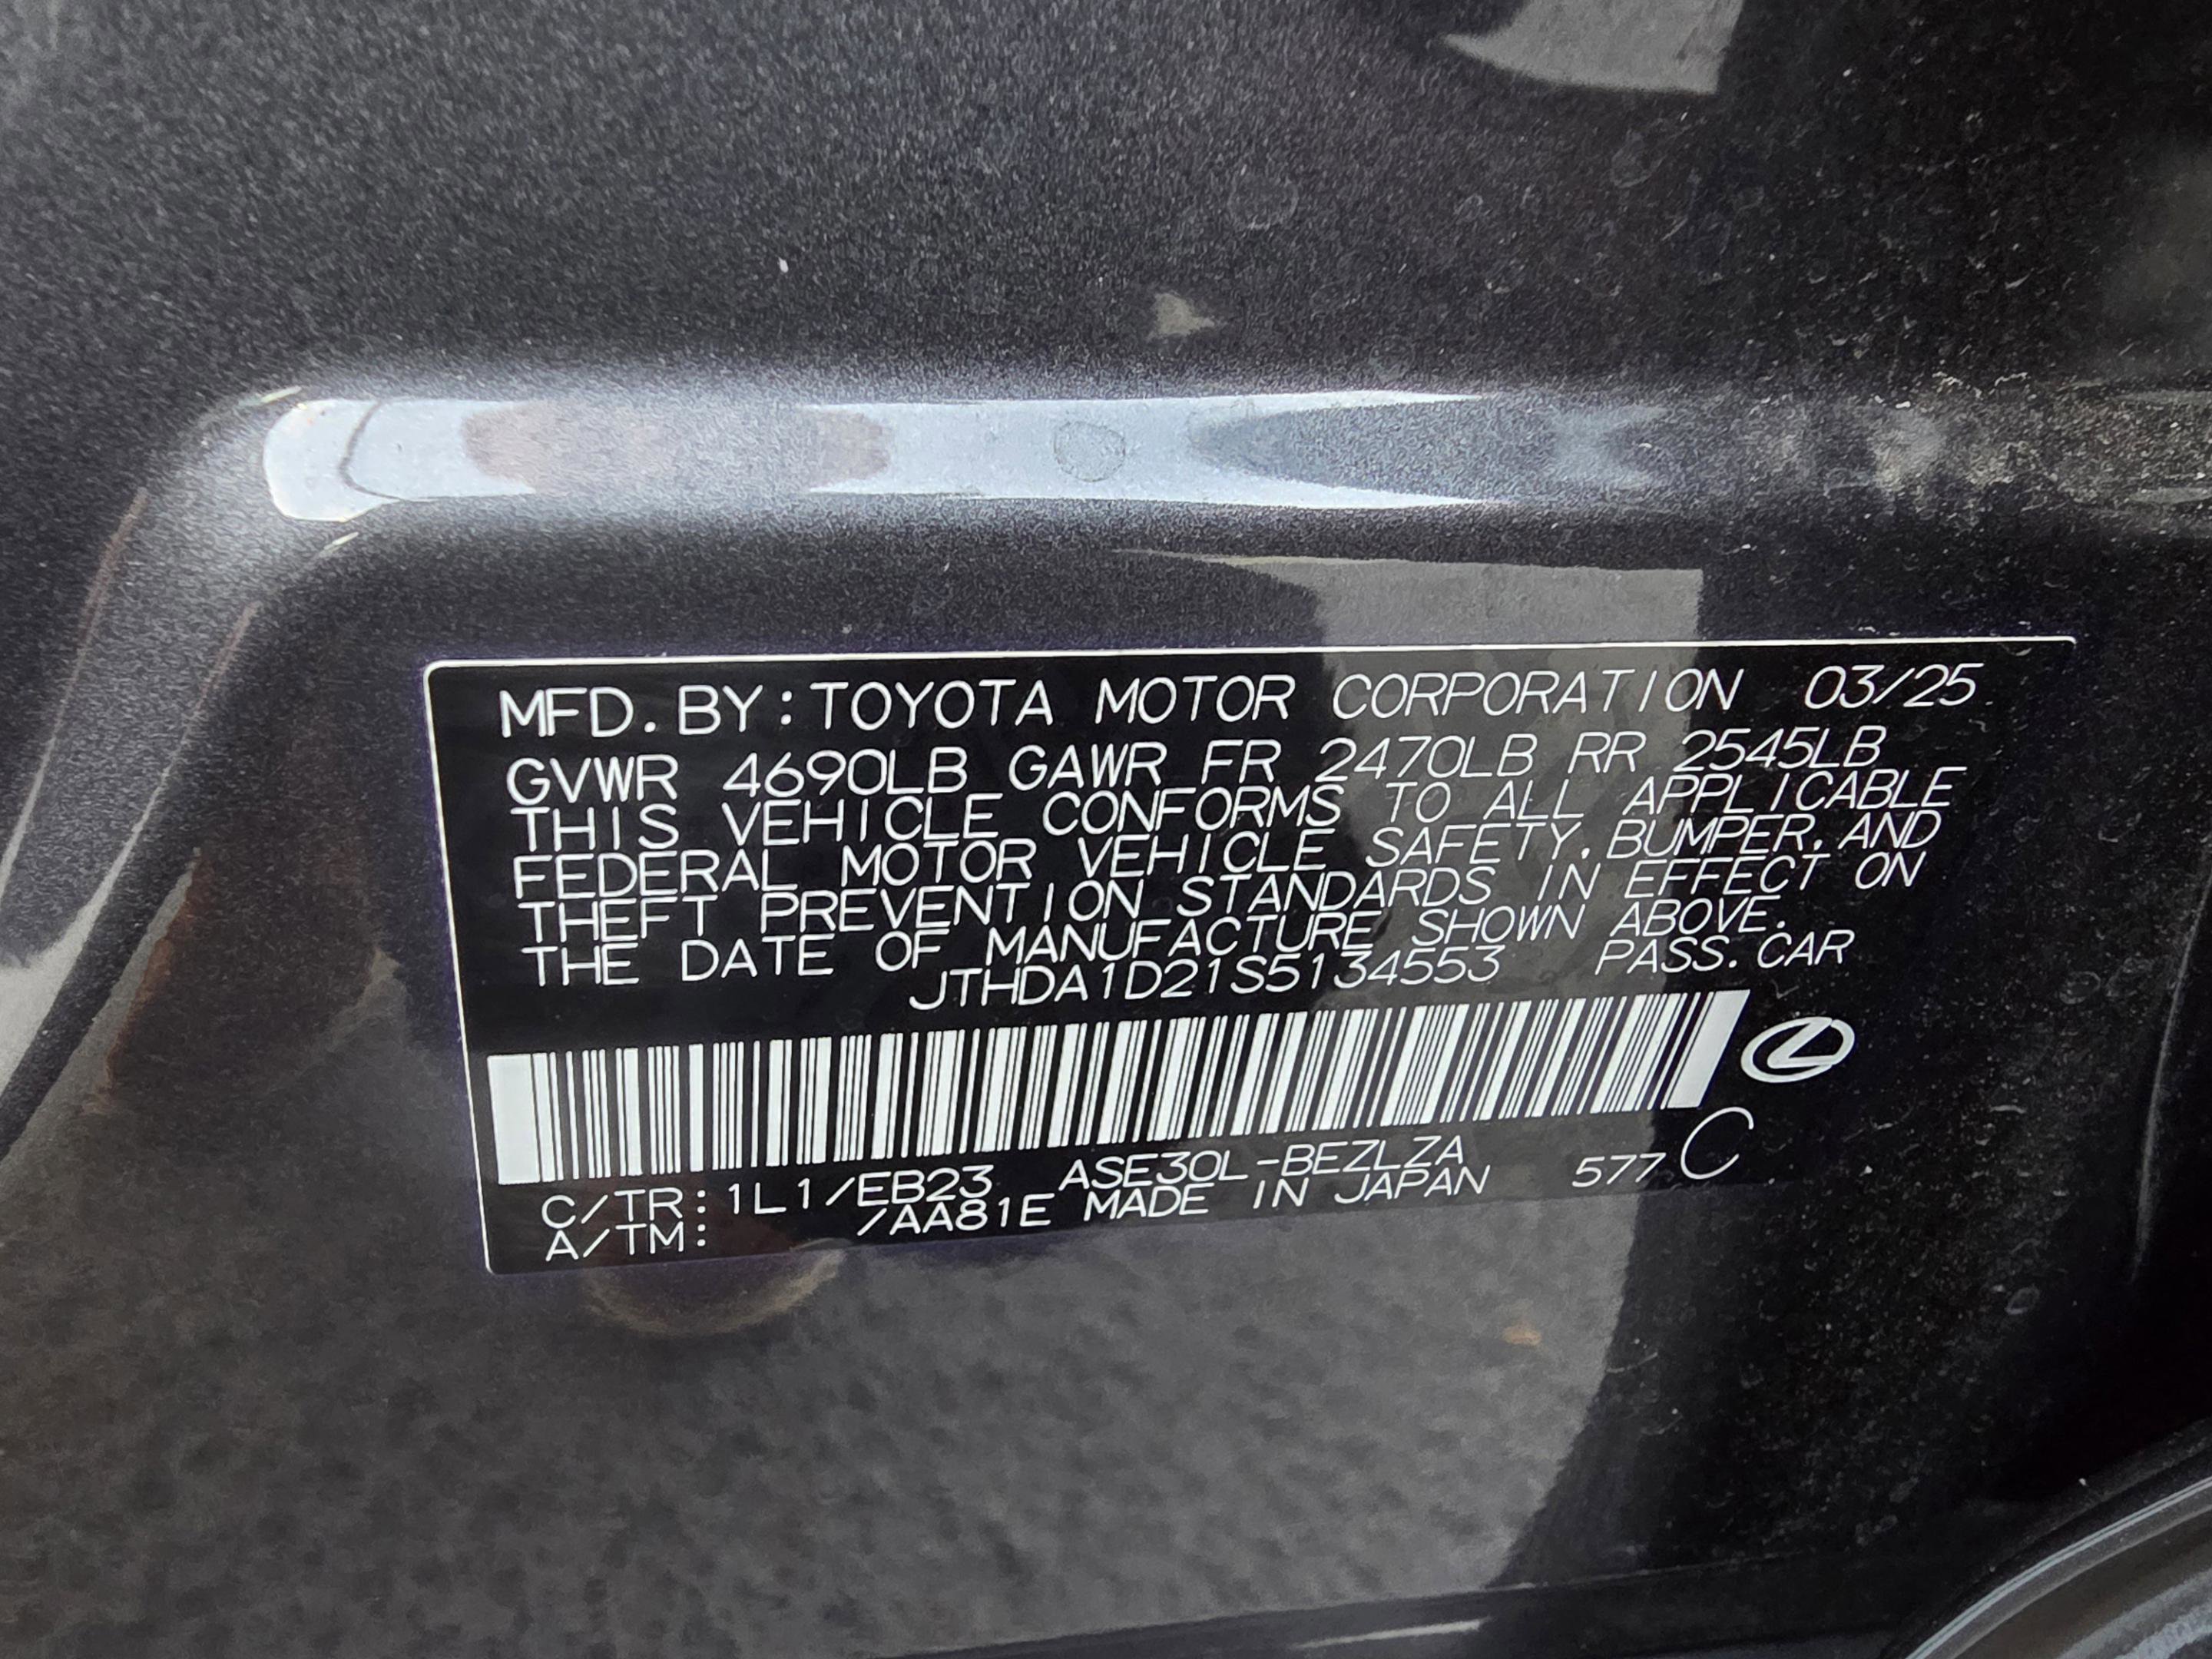 MFD. BY: TOYOTA MOTOR CORPORATION 03/25
GVWR 4690LB GAWR FR 2470LB RR 2545LB
THIS VEHICLE CONFORMS TO ALL APPLICABLE
FEDERAL MOTOR VEHICLE SAFETY, BUMPER, AND
THEFT PREVENTION STANDARDS IN EFFECT ON
THE DATE OF MANUFACTURE SHOWN ABOVE.
JTHDA1D21S5134553 PASS. CAR
C/TR: 1L1/EB23 ASE30L-BEZLZA
A/TM: /AA81E MADE IN JAPAN 577 C